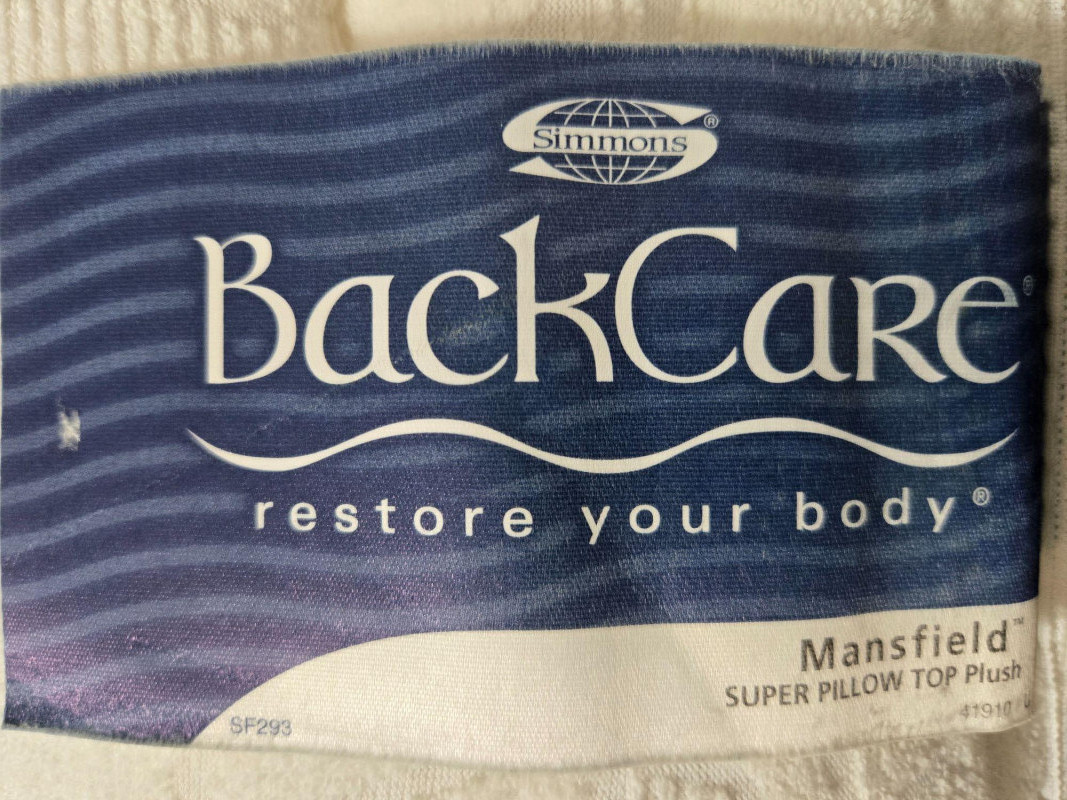 Simmons®
BackCare®
restore your body®
Mansfield™
SUPER PILLOW TOP Plush
SF293
41910